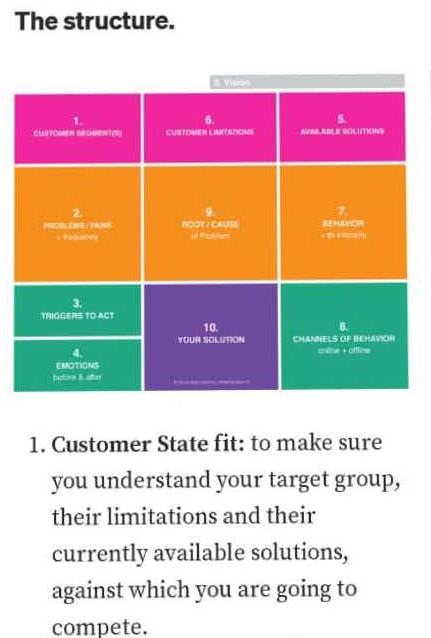 The structure.
0. Vision
1.
CUSTOMER SEGMENT(S)
6.
CUSTOMER LIMITATIONS
5.
AVAILABLE SOLUTIONS
2.
PROBLEMS / PAINS
+ frequency
9.
ROOT / CAUSE
of Problem
7.
BEHAVIOR
+ its intensity
3.
TRIGGERS TO ACT
4.
EMOTIONS
before & after
10.
YOUR SOLUTION
8.
CHANNELS OF BEHAVIOR
online + offline
1. Customer State fit: to make sure
you understand your target group,
their limitations and their
currently available solutions,
against which you are going to
compete.